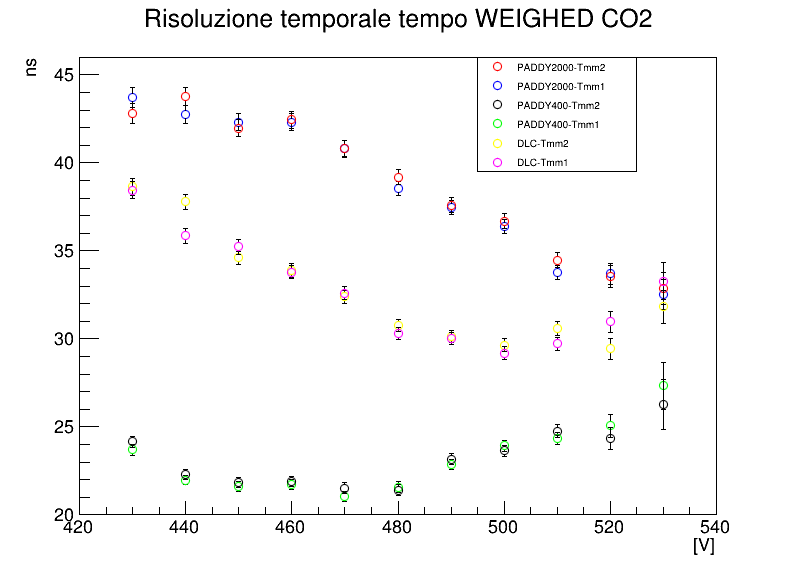 Risoluzione temporale tempo WEIGHED CO2
ns
45
40
35
30
25
20
PADDY2000-Tmm2
PADDY2000-Tmm1
PADDY400-Tmm2
PADDY400-Tmm1
DLC-Tmm2
DLC-Tmm1
420 440 460 480 500 520 540
[V]